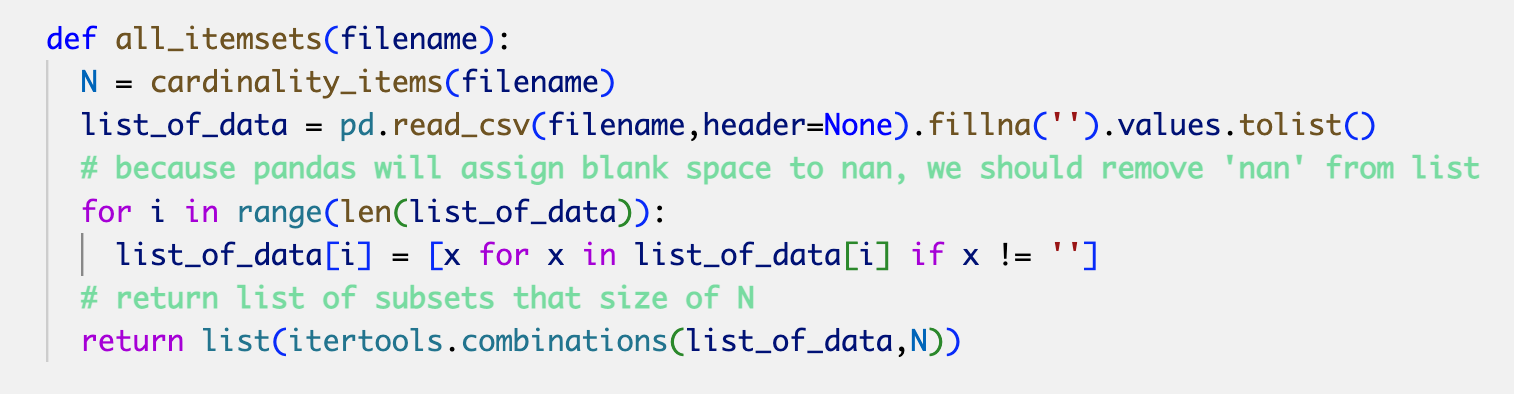 def all_itemsets(filename):
  N = cardinality_items(filename)
  list_of_data = pd.read_csv(filename,header=None).fillna('').values.tolist()
  # because pandas will assign blank space to nan, we should remove 'nan' from list
  for i in range(len(list_of_data)):
    list_of_data[i] = [x for x in list_of_data[i] if x != '']
  # return list of subsets that size of N
  return list(itertools.combinations(list_of_data,N))